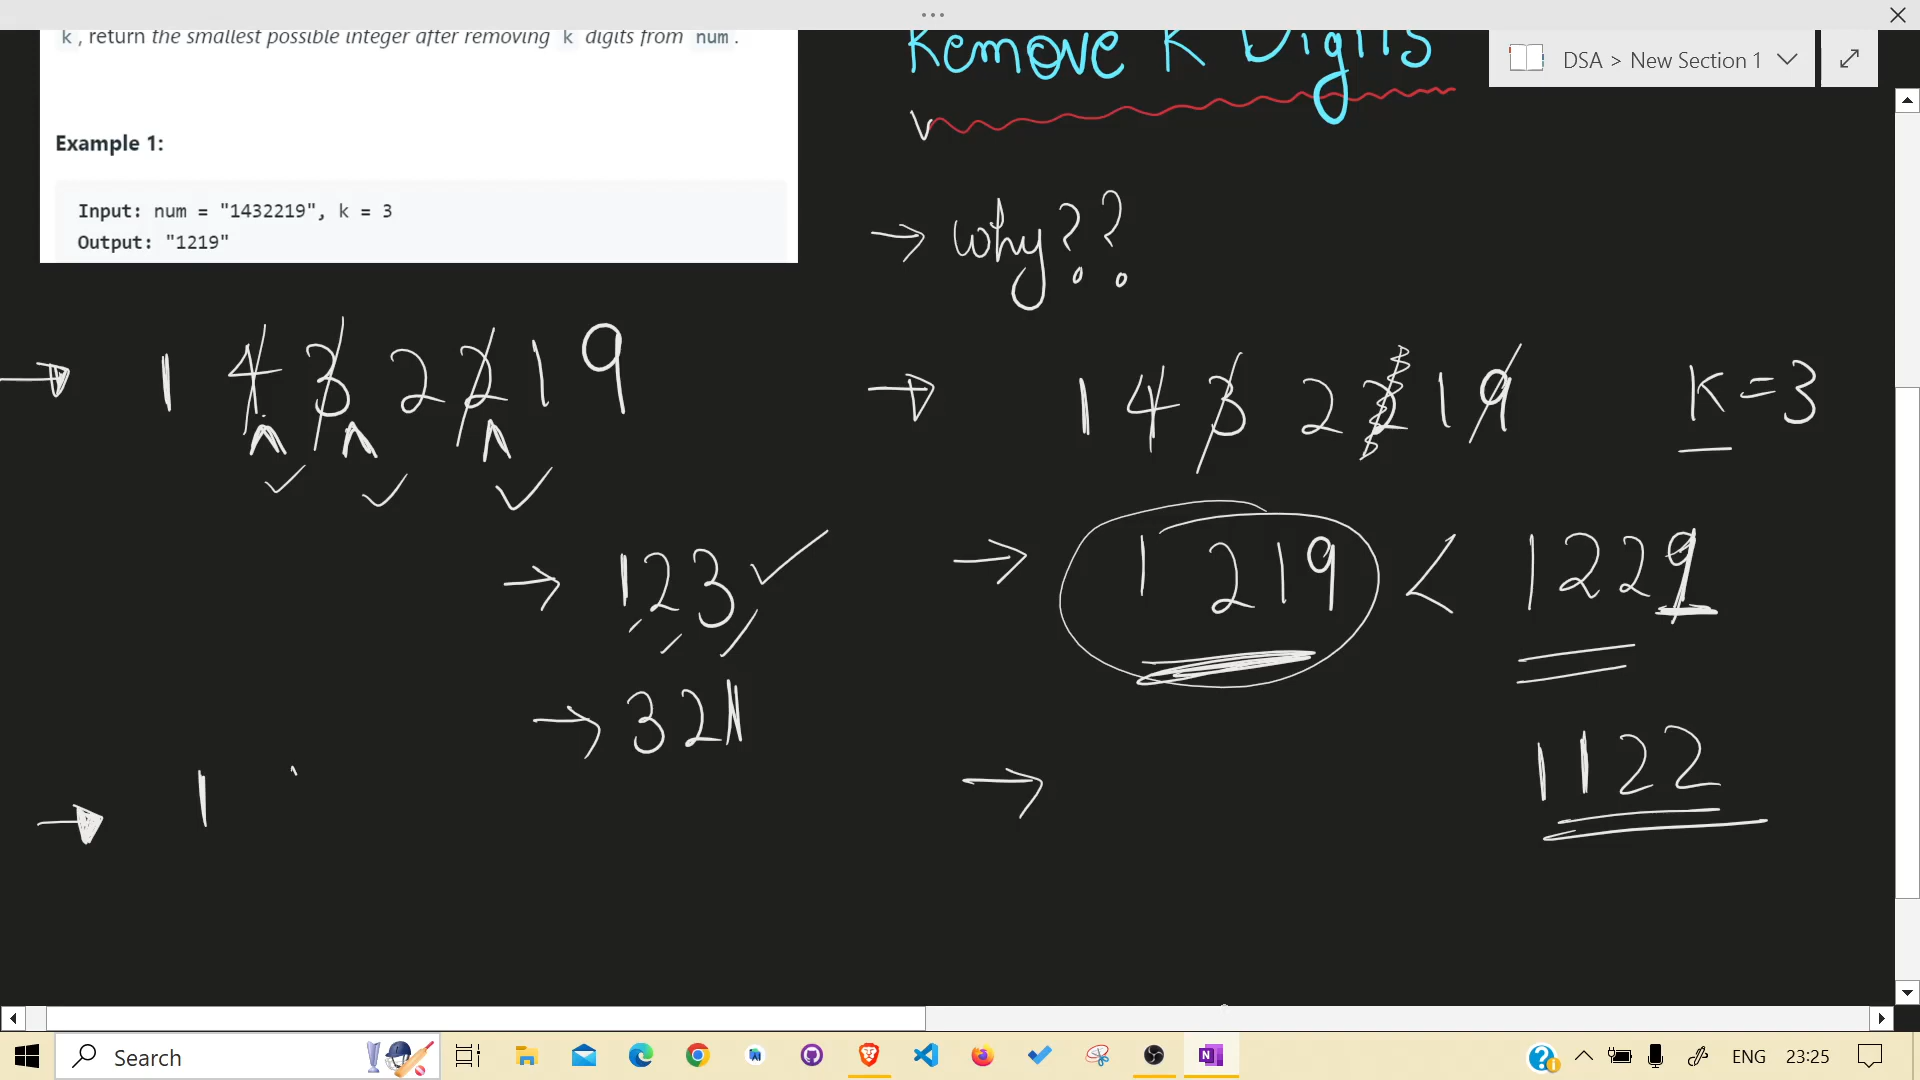 k, return the smallest possible integer after removing k digits from num.
Remove K Digits
DSA > New Section 1
Example 1:
Input: num = "1432219", k = 3
Output: "1219"
→ why??
→ 1 4 3 2 2 1 9
→ 1 4 3 2 2 1 9
K = 3
→ 123
→ 1219 < 1229
→ 321
→ 1
→ 1122
Search
ENG
23:25